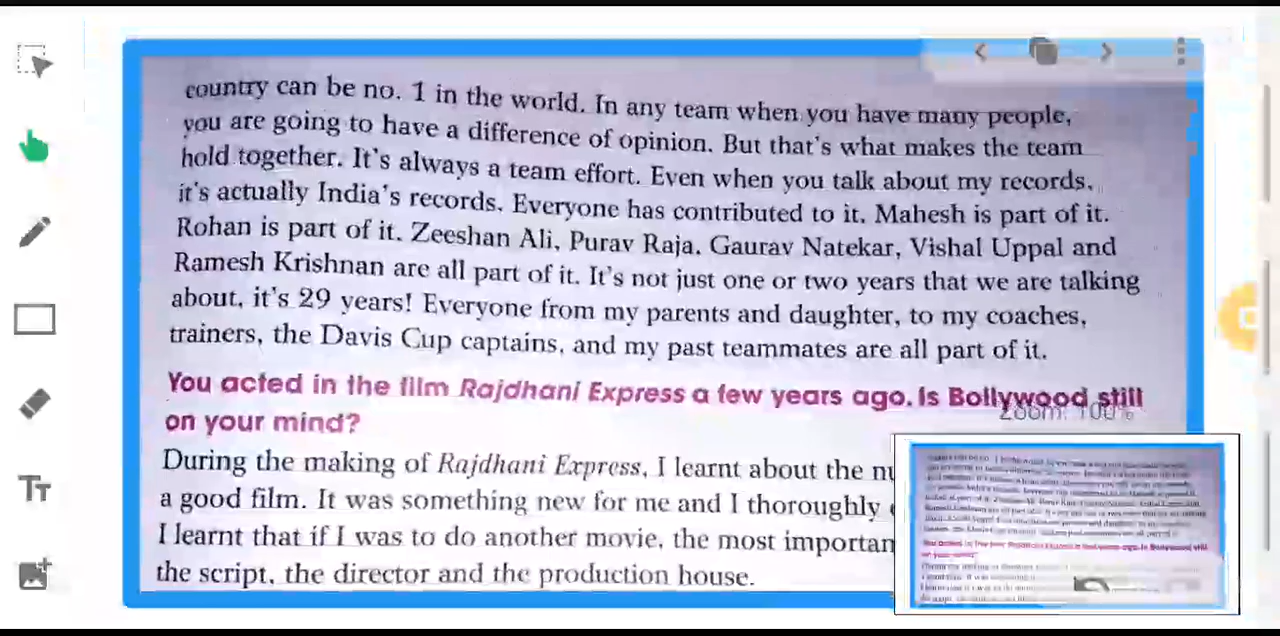 country can be no. 1 in the world. In any team when you have many people,
you are going to have a difference of opinion. But that's what makes the team
hold together. It's always a team effort. Even when you talk about my records,
it's actually India's records. Everyone has contributed to it. Mahesh is part of it.
Rohan is part of it. Zeeshan Ali, Purav Raja, Gaurav Natekar, Vishal Uppal and
Ramesh Krishnan are all part of it. It's not just one or two years that we are talking
about, it's 29 years! Everyone from my parents and daughter, to my coaches,
trainers, the Davis Cup captains, and my past teammates are all part of it.
You acted in the film Rajdhani Express a few years ago. Is Bollywood still
on your mind?
Zoom: 100%
During the making of Rajdhani Express, I learnt about the
a good film. It was something new for me and I thoroughly
I learnt that if I was to do another movie, the most
the script, the director and the production house.
TT